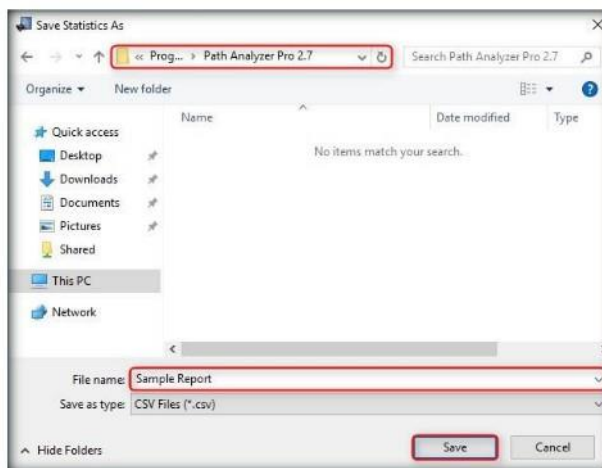 Save Statistics As
« Prog... › Path Analyzer Pro 2.7
Search Path Analyzer Pro 2.7
Organize
New folder
Name
Date modified
Type
Quick access
Desktop
Downloads
Documents
Pictures
Shared
This PC
Network
No items match your search.
File name: Sample Report
Save as type: CSV Files (*.csv)
Hide Folders
Save
Cancel